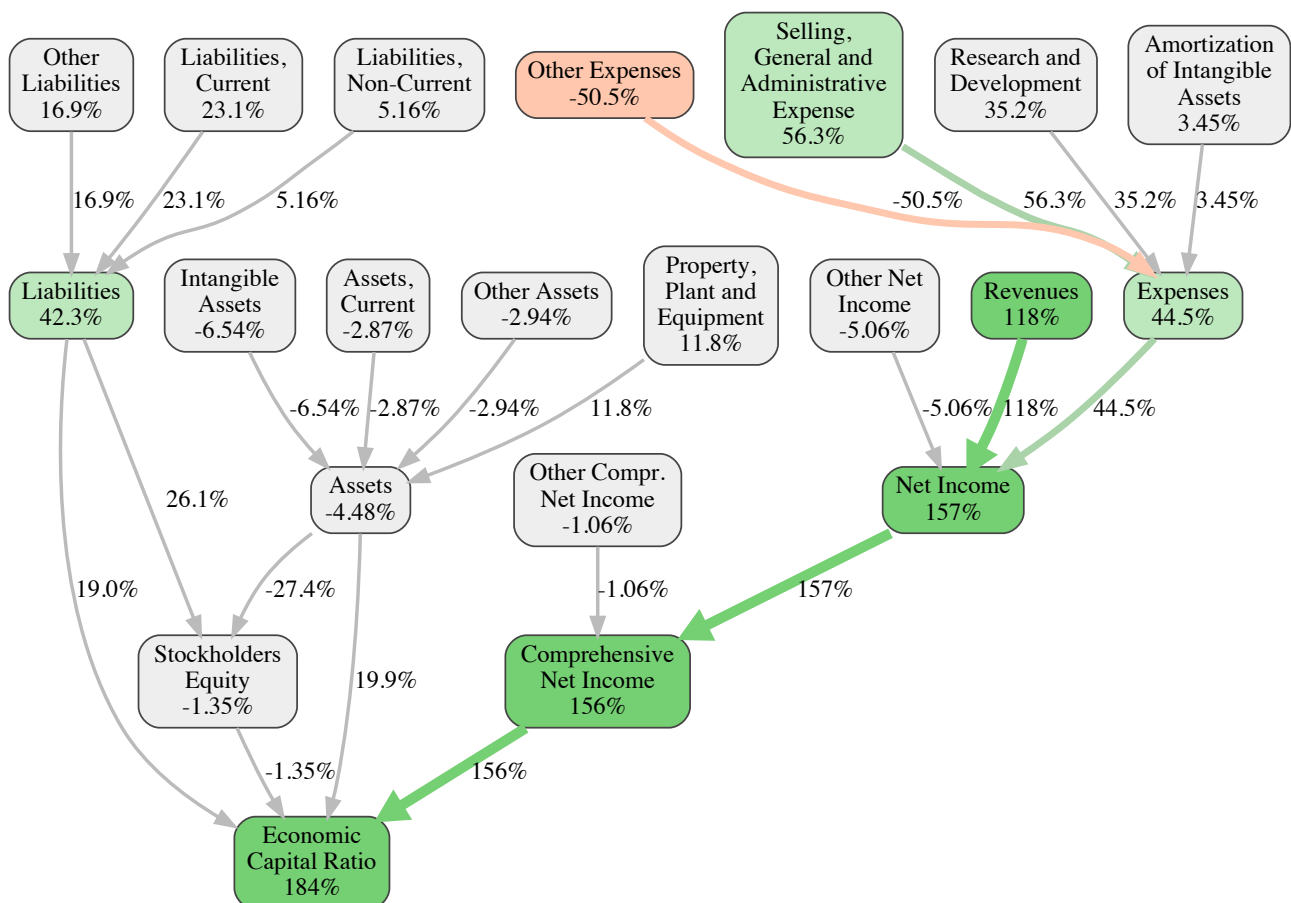 Other
Liabilities
16.9%
Liabilities,
Current
23.1%
Liabilities,
Non-Current
5.16%
Other Expenses
-50.5%
Selling,
General and
Administrative
Expense
56.3%
Research and
Development
35.2%
Amortization
of Intangible
Assets
3.45%
16.9%
23.1%
5.16%
-50.5%
56.3%
35.2%
3.45%
Liabilities
42.3%
Intangible
Assets
-6.54%
Assets,
Current
-2.87%
Other Assets
-2.94%
Property,
Plant and
Equipment
11.8%
Other Net
Income
-5.06%
Revenues
118%
Expenses
44.5%
-6.54%
-2.87%
-2.94%
11.8%
-5.06%
118%
44.5%
26.1%
Assets
-4.48%
Other Compr.
Net Income
-1.06%
Net Income
157%
19.0%
-27.4%
-1.06%
157%
Stockholders
Equity
-1.35%
19.9%
Comprehensive
Net Income
156%
-1.35%
156%
Economic
Capital Ratio
184%